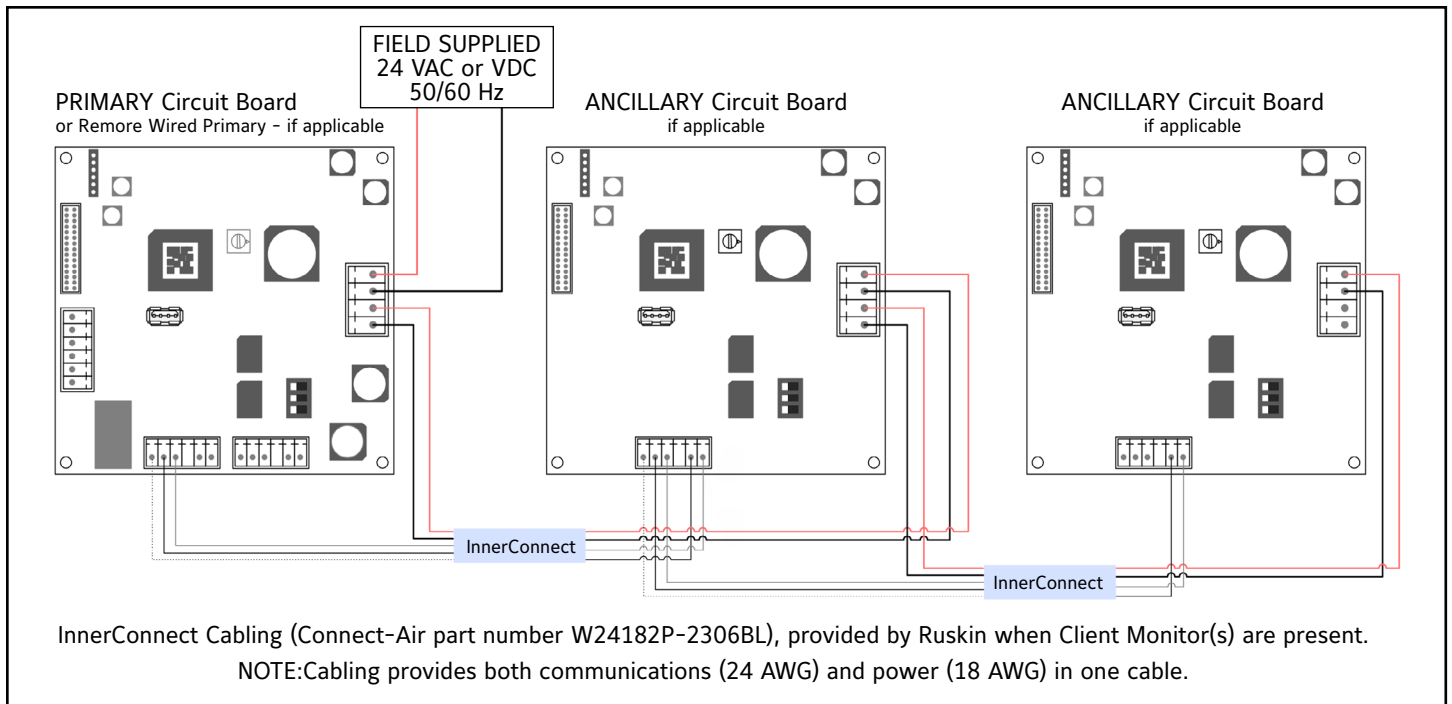 FIELD SUPPLIED
24 VAC or VDC
50/60 Hz
PRIMARY Circuit Board
or Remore Wired Primary - if applicable
ANCILLARY Circuit Board
if applicable
ANCILLARY Circuit Board
if applicable
InnerConnect
InnerConnect
InnerConnect Cabling (Connect-Air part number W24182P-2306BL), provided by Ruskin when Client Monitor(s) are present.
NOTE:Cabling provides both communications (24 AWG) and power (18 AWG) in one cable.